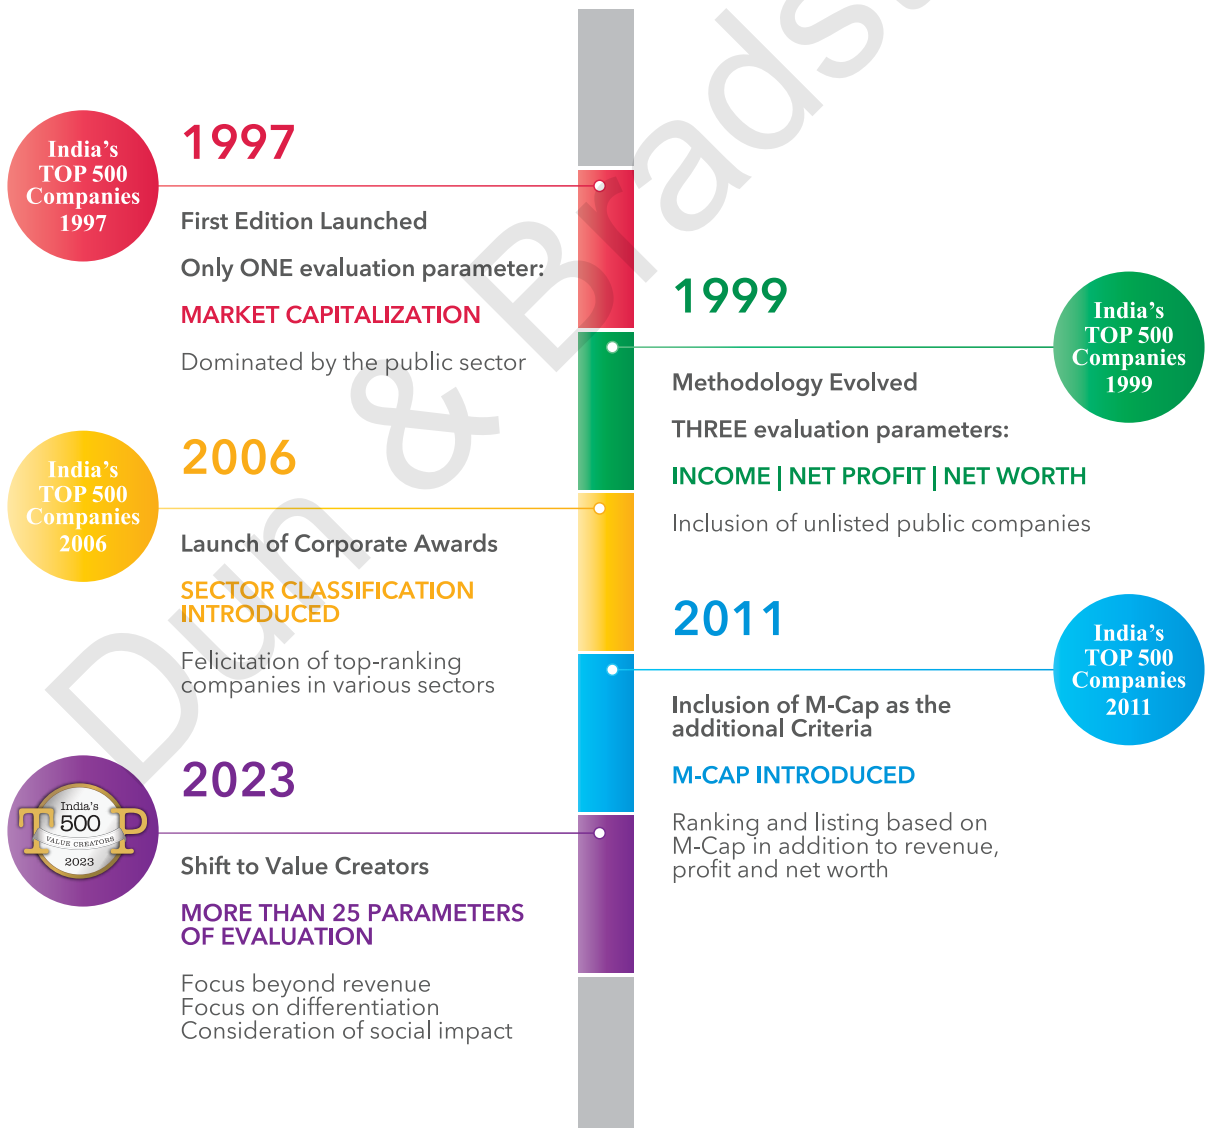 India's
TOP 500
Companies
1997
1997
First Edition Launched
Only ONE evaluation parameter:
MARKET CAPITALIZATION
Dominated by the public sector
1999
India's
TOP 500
Companies
1999
Methodology Evolved
THREE evaluation parameters:
INCOME | NET PROFIT | NET WORTH
Inclusion of unlisted public companies
India's
TOP 500
Companies
2006
2006
Launch of Corporate Awards
SECTOR CLASSIFICATION
INTRODUCED
Felicitation of top-ranking
companies in various sectors
2011
India's
TOP 500
Companies
2011
Inclusion of M-Cap as the
additional Criteria
M-CAP INTRODUCED
Ranking and listing based on
M-Cap in addition to revenue,
profit and net worth
India's
TOP
500
VALUE CREATORS
2023
2023
Shift to Value Creators
MORE THAN 25 PARAMETERS
OF EVALUATION
Focus beyond revenue
Focus on differentiation
Consideration of social impact
Dun & Brads